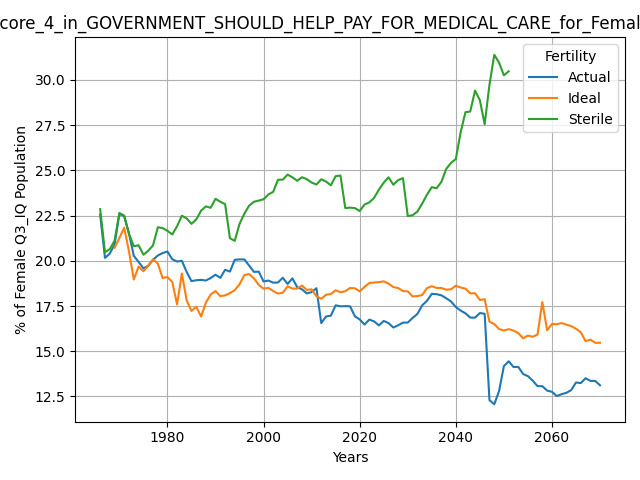 core_4_in_GOVERNMENT_SHOULD_HELP_PAY_FOR_MEDICAL_CARE_for_Femal
Fertility
Actual
Ideal
Sterile
% of Female Q3_IQ Population
30.0
27.5
25.0
22.5
20.0
17.5
15.0
12.5
1980 2000 2020 2040 2060
Years